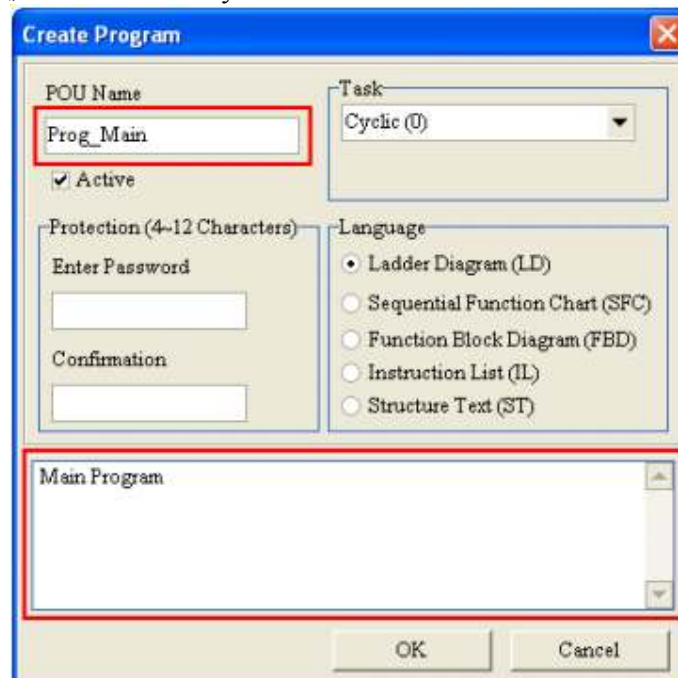 Create Program
POU Name
Prog_Main
Active
Task
Cyclic (0)
Protection (4~12 Characters)
Enter Password
Confirmation
Language
Ladder Diagram (LD)
Sequential Function Chart (SFC)
Function Block Diagram (FBD)
Instruction List (IL)
Structure Text (ST)
Main Program
OK
Cancel